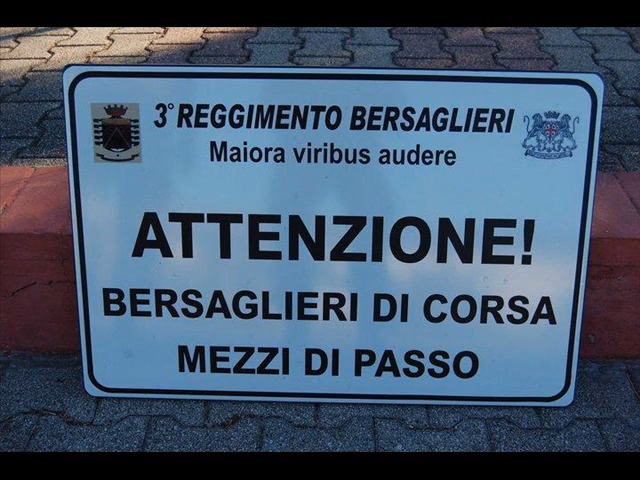 3° REGGIMENTO BERSAGLIERI
Maiora viribus audere
ATTENZIONE!
BERSAGLIERI DI CORSA
MEZZI DI PASSO